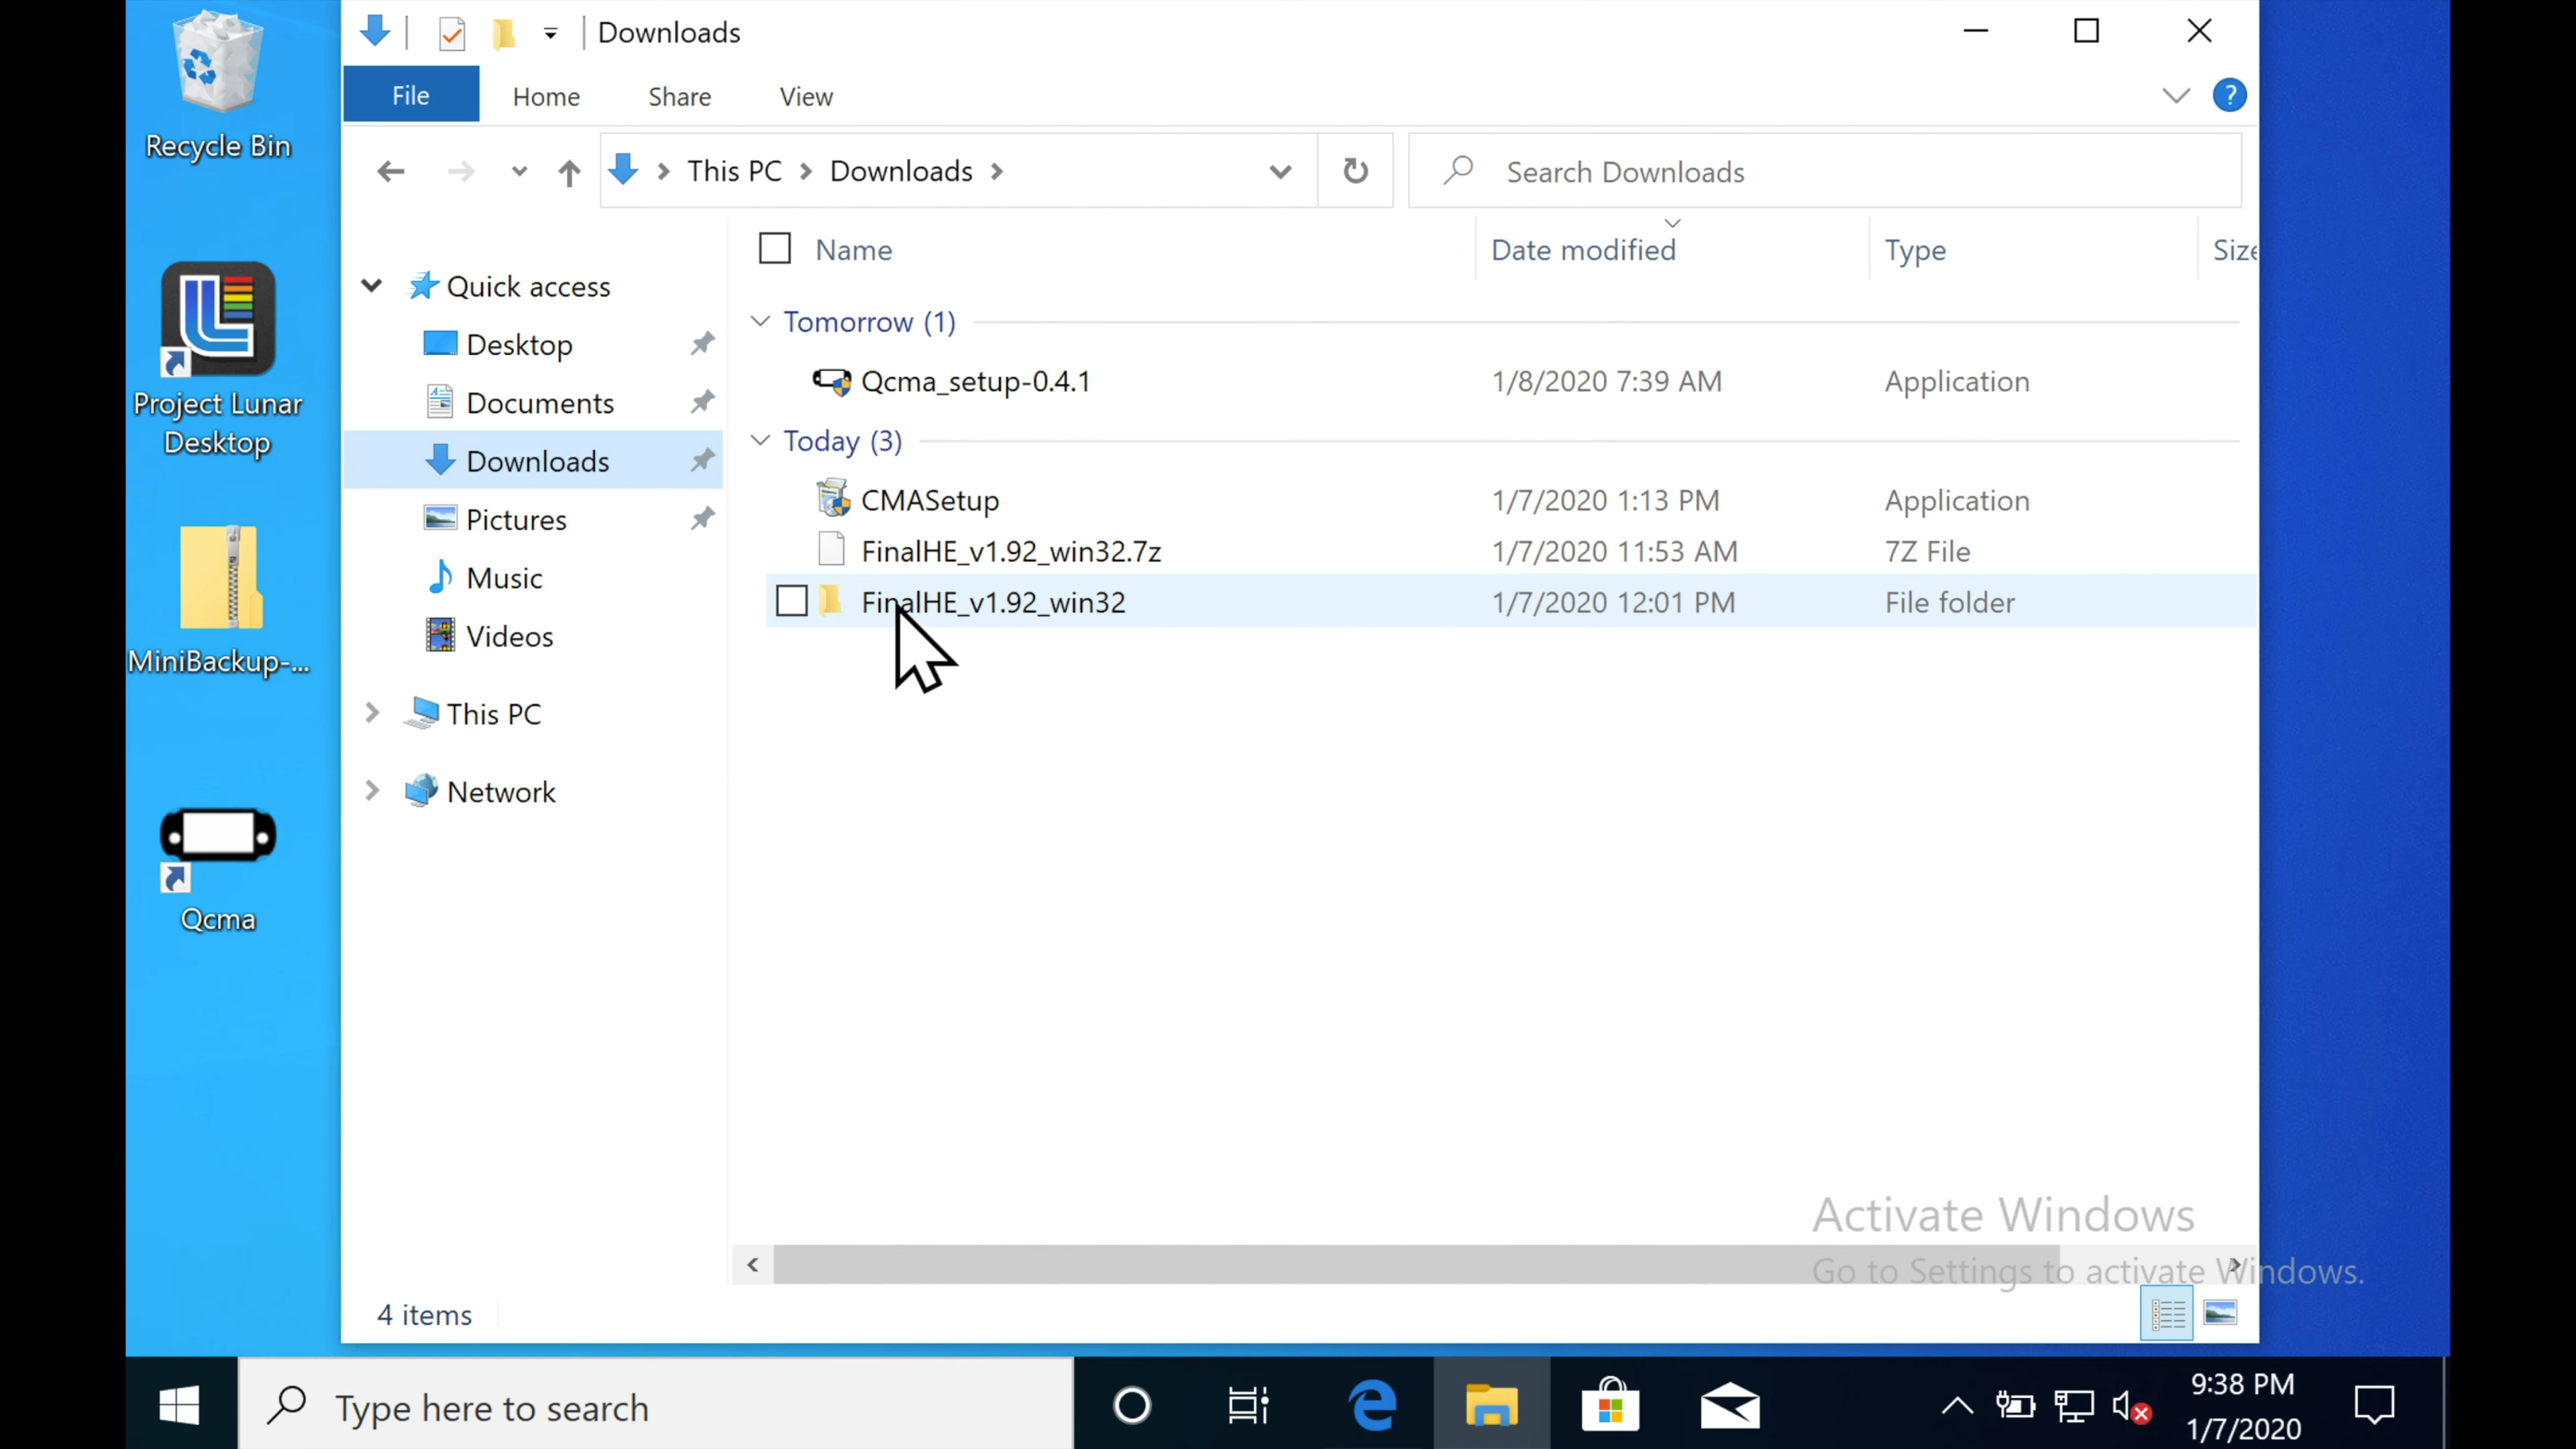 Recycle Bin
Project Lunar
Desktop
MiniBackup-...
Qcma
Downloads
File Home Share View
?
This PC Downloads
Search Downloads
Quick access
Desktop
Documents
Downloads
Pictures
Music
Videos
This PC
Network
Name Date modified Type Size
Tomorrow (1)
Qcma_setup-0.4.1 1/8/2020 7:39 AM Application
Today (3)
CMASetup 1/7/2020 1:13 PM Application
FinalHE_v1.92_win32.7z 1/7/2020 11:53 AM 7Z File
FinalHE_v1.92_win32 1/7/2020 12:01 PM File folder
Activate Windows
Go to Settings to activate Windows.
4 items
Type here to search
9:38 PM
1/7/2020